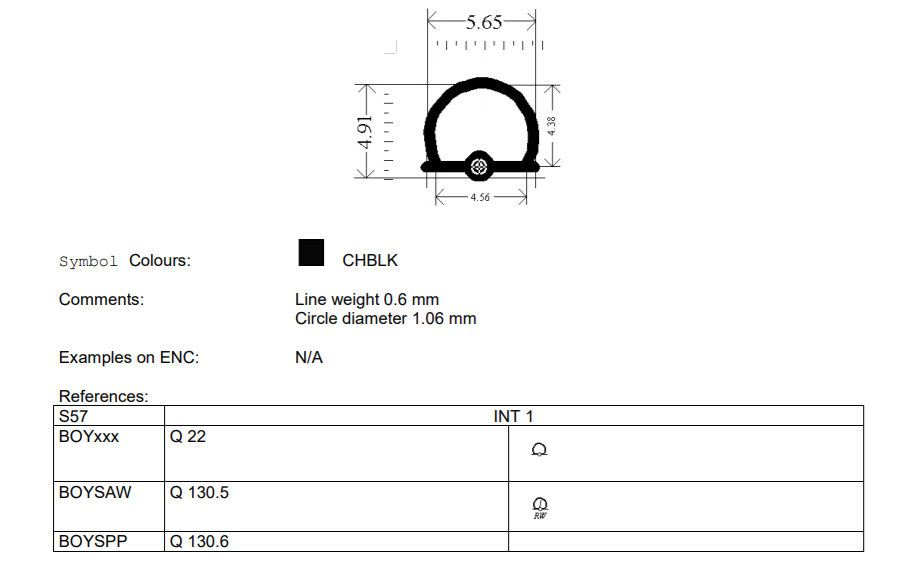 5.65
4.91
4.38
4.56
Symbol Colours: CHBLK
Comments: Line weight 0.6 mm
Circle diameter 1.06 mm
Examples on ENC: N/A
References:
S57 INT 1
BOYxxx Q 22
BOYSAW Q 130.5
RW
BOYSPP Q 130.6